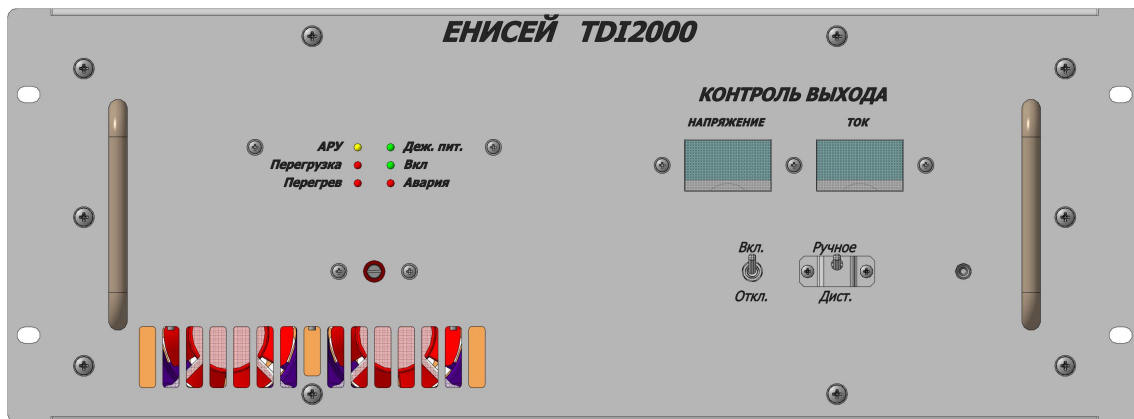 ЕНИСЕЙ TDI2000
КОНТРОЛЬ ВЫХОДА
НАПРЯЖЕНИЕ ТОК
АРУ Деж. пит.
Перегрузка Вкл
Перегрев Авария
Вкл. Ручное
Откл. Дист.